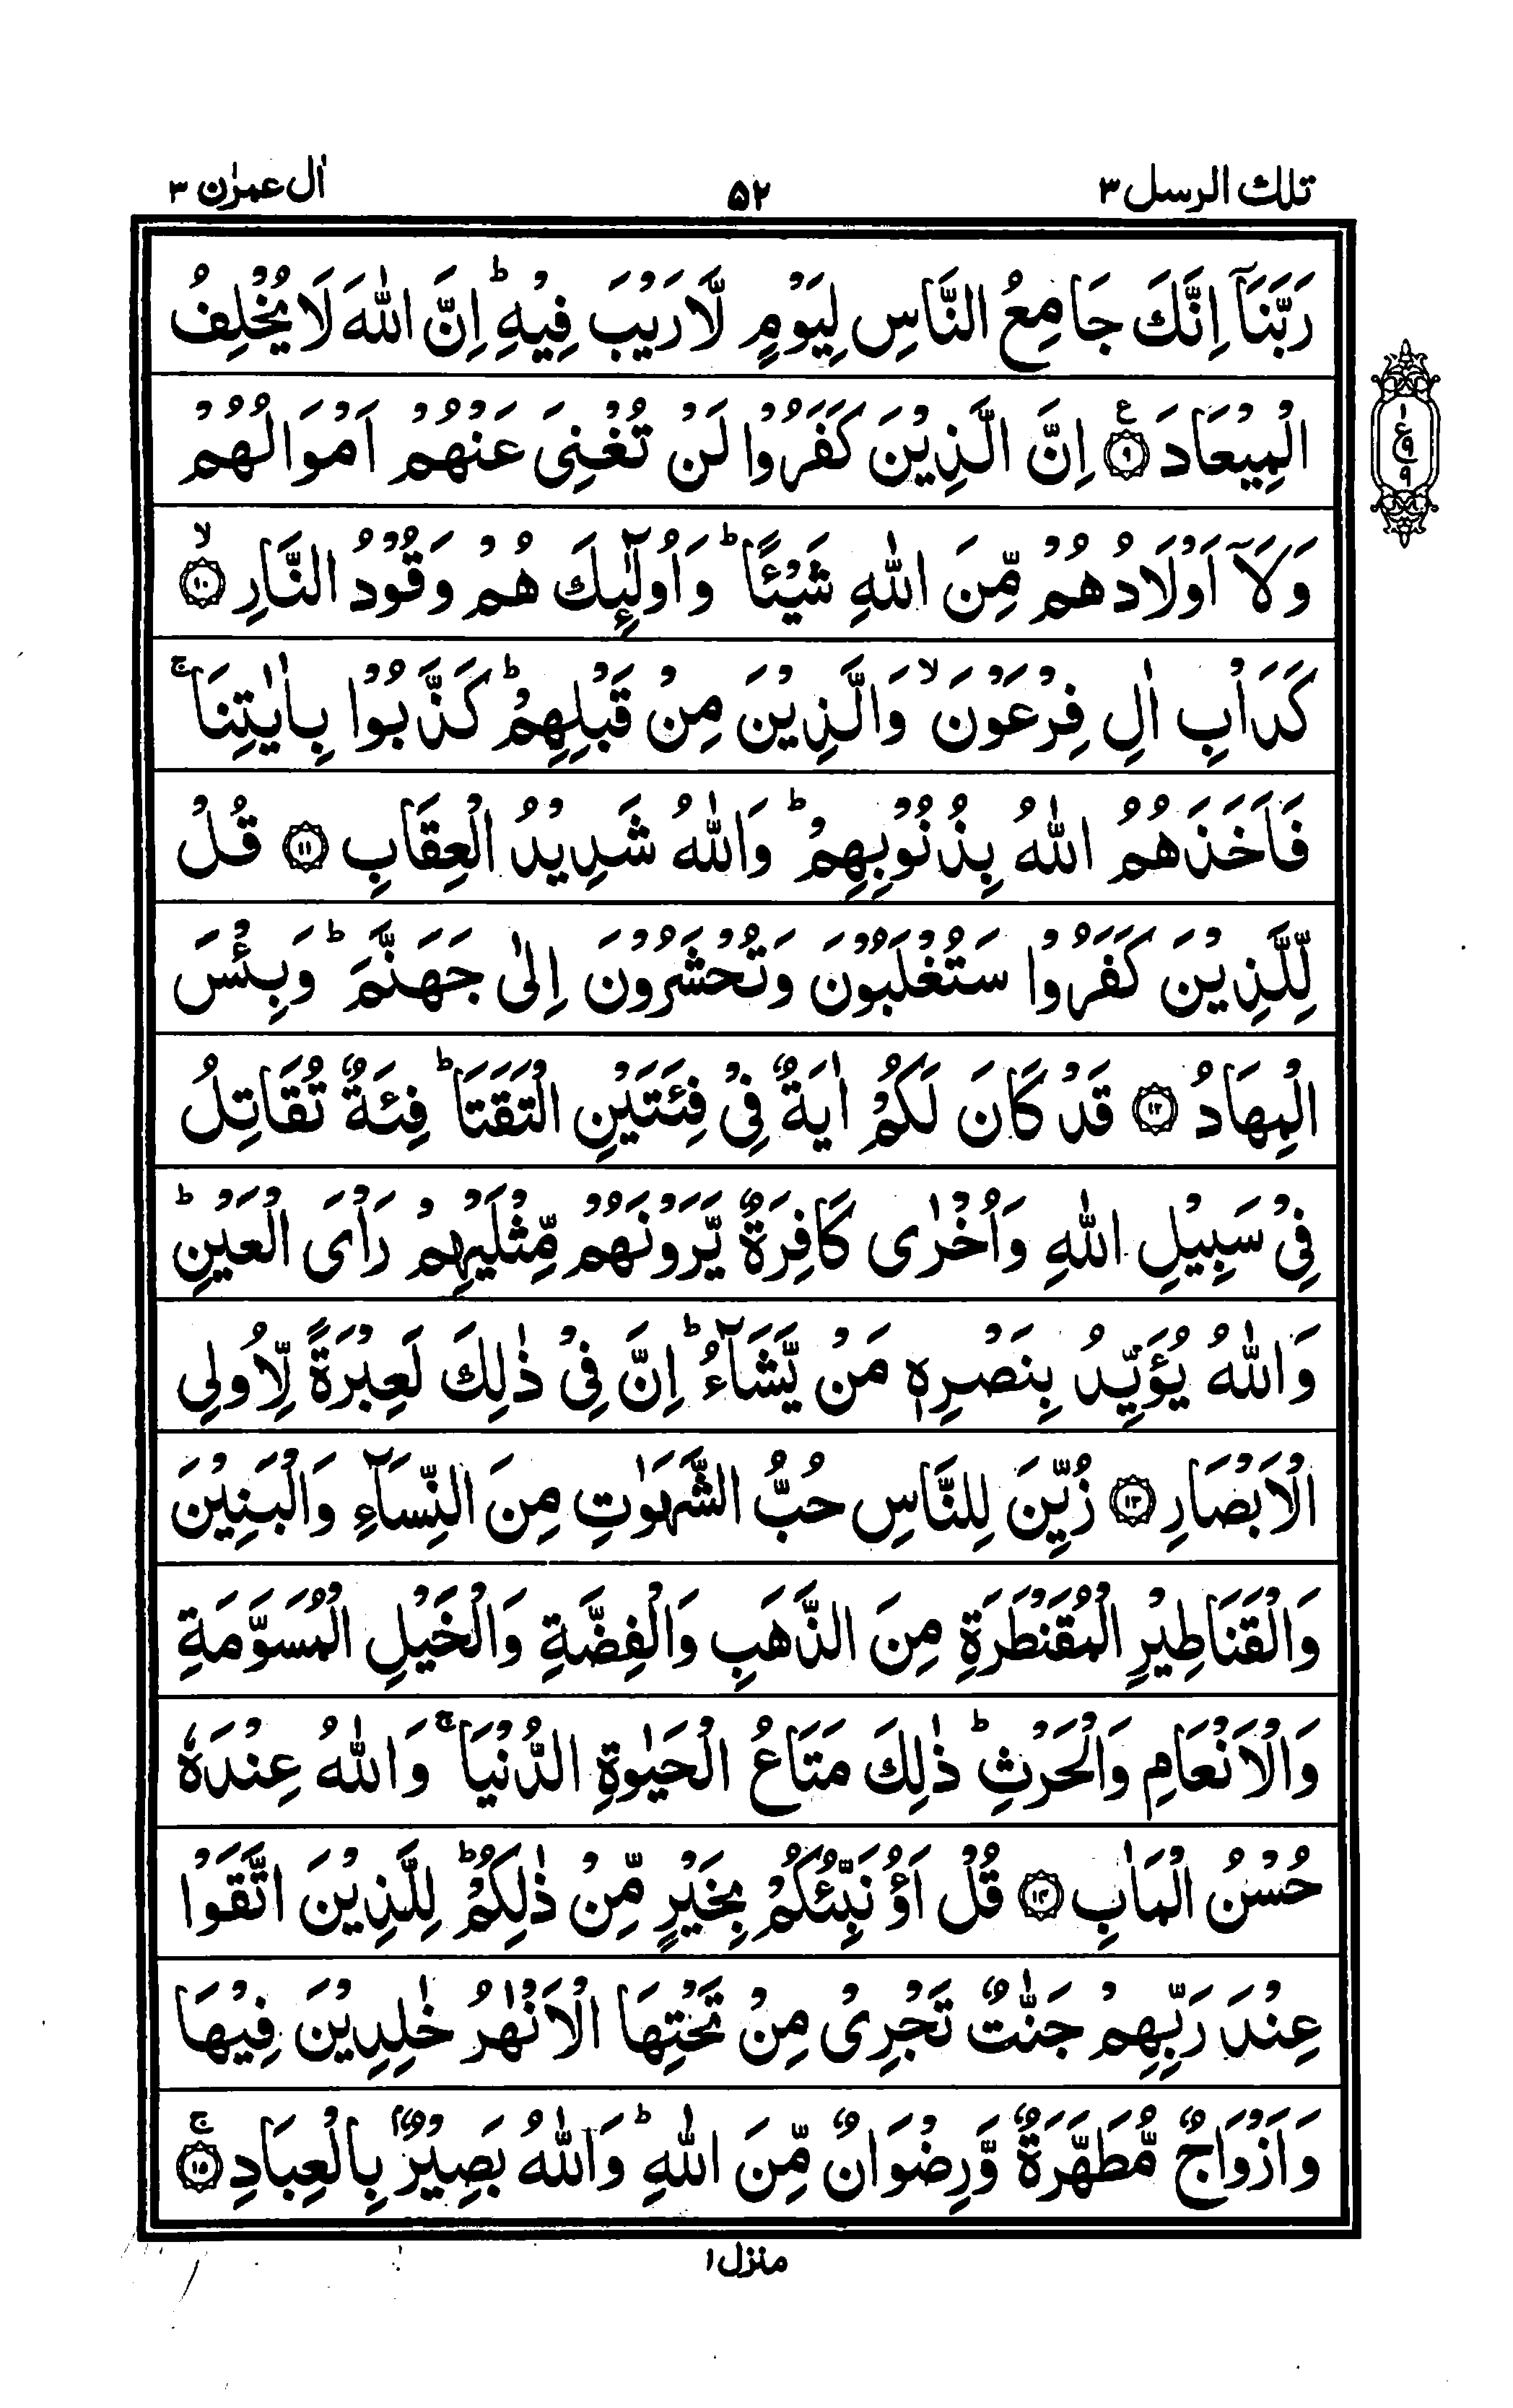 تلك الرسل ٣
٥٢
اٰل عمرٰن ٣
رَبَّنَاۤ اِنَّكَ جَامِعُ النَّاسِ لِيَوْمٍ لَّا رَيْبَ فِيْهِ ؕ اِنَّ اللّٰهَ لَا يُخْلِفُ
الْمِيْعَادَ ۝٩ ع اِنَّ الَّذِيْنَ كَفَرُوْا لَنْ تُغْنِىَ عَنْهُمْ اَمْوَالُهُمْ
وَلَاۤ اَوْلَادُهُمْ مِّنَ اللّٰهِ شَيْـًٔا ؕ وَاُولٰٓئِكَ هُمْ وَقُوْدُ النَّارِ ۝١٠ ۙ
كَدَاْبِ اٰلِ فِرْعَوْنَ ۙ وَالَّذِيْنَ مِنْ قَبْلِهِمْ ؕ كَذَّبُوْا بِاٰيٰتِنَا ۚ
فَاَخَذَهُمُ اللّٰهُ بِذُنُوْبِهِمْ ؕ وَاللّٰهُ شَدِيْدُ الْعِقَابِ ۝١١ قُلْ
لِّلَّذِيْنَ كَفَرُوْا سَتُغْلَبُوْنَ وَتُحْشَرُوْنَ اِلٰى جَهَنَّمَ ؕ وَبِئْسَ
الْمِهَادُ ۝١٢ قَدْ كَانَ لَكُمْ اٰيَةٌ فِىْ فِئَتَيْنِ الْتَقَتَا ؕ فِئَةٌ تُقَاتِلُ
فِىْ سَبِيْلِ اللّٰهِ وَاُخْرٰى كَافِرَةٌ يَّرَوْنَهُمْ مِّثْلَيْهِمْ رَاْىَ الْعَيْنِ ؕ
وَاللّٰهُ يُؤَيِّدُ بِنَصْرِهٖ مَنْ يَّشَآءُ ؕ اِنَّ فِىْ ذٰلِكَ لَعِبْرَةً لِّاُولِى
الْاَبْصَارِ ۝١٣ زُيِّنَ لِلنَّاسِ حُبُّ الشَّهَوٰتِ مِنَ النِّسَآءِ وَالْبَنِيْنَ
وَالْقَنَاطِيْرِ الْمُقَنْطَرَةِ مِنَ الذَّهَبِ وَالْفِضَّةِ وَالْخَيْلِ الْمُسَوَّمَةِ
وَالْاَنْعَامِ وَالْحَرْثِ ؕ ذٰلِكَ مَتَاعُ الْحَيٰوةِ الدُّنْيَا ۚ وَاللّٰهُ عِنْدَهٗ
حُسْنُ الْمَاٰبِ ۝١٤ قُلْ اَؤُنَبِّئُكُمْ بِخَيْرٍ مِّنْ ذٰلِكُمْ ؕ لِلَّذِيْنَ اتَّقَوْا
عِنْدَ رَبِّهِمْ جَنّٰتٌ تَجْرِىْ مِنْ تَحْتِهَا الْاَنْهٰرُ خٰلِدِيْنَ فِيْهَا
وَاَزْوَاجٌ مُّطَهَّرَةٌ وَّرِضْوَانٌ مِّنَ اللّٰهِ ؕ وَاللّٰهُ بَصِيْرٌۢ بِالْعِبَادِ ۝١٥ ۚ
منزل ١
١
ع ٩
٩